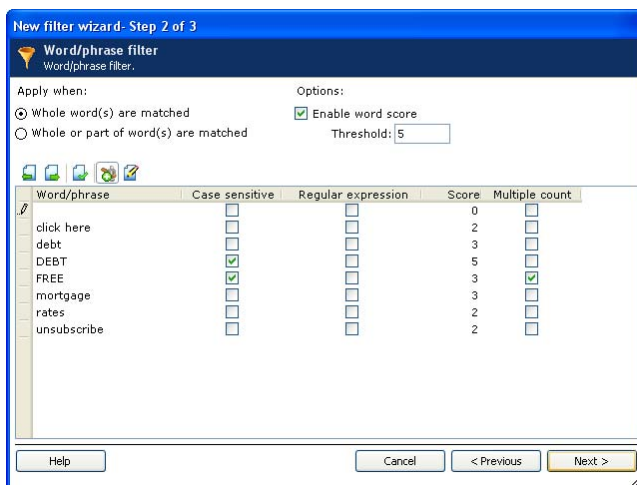 New filter wizard- Step 2 of 3
Word/phrase filter
Word/phrase filter.
Apply when:
Options:
Whole word(s) are matched
Enable word score
Whole or part of word(s) are matched
Threshold: 5
Word/phrase Case sensitive Regular expression Score Multiple count
0
click here 2
debt 3
DEBT 5
FREE 3
mortgage 3
rates 2
unsubscribe 2
Help Cancel < Previous Next >